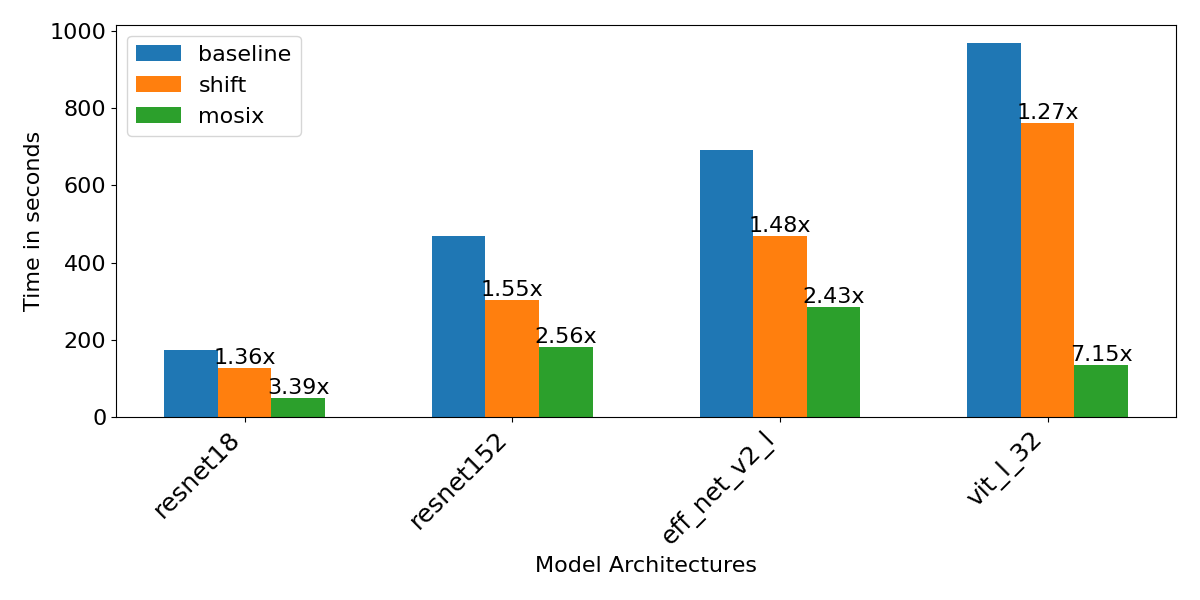 1000
800
600
400
200
0
Time in seconds
baseline
shift
mosix
1.36x
3.39x
1.55x
2.56x
1.48x
2.43x
1.27x
7.15x
resnet18
resnet152
eff_net_v2_l
vit_l_32
Model Architectures